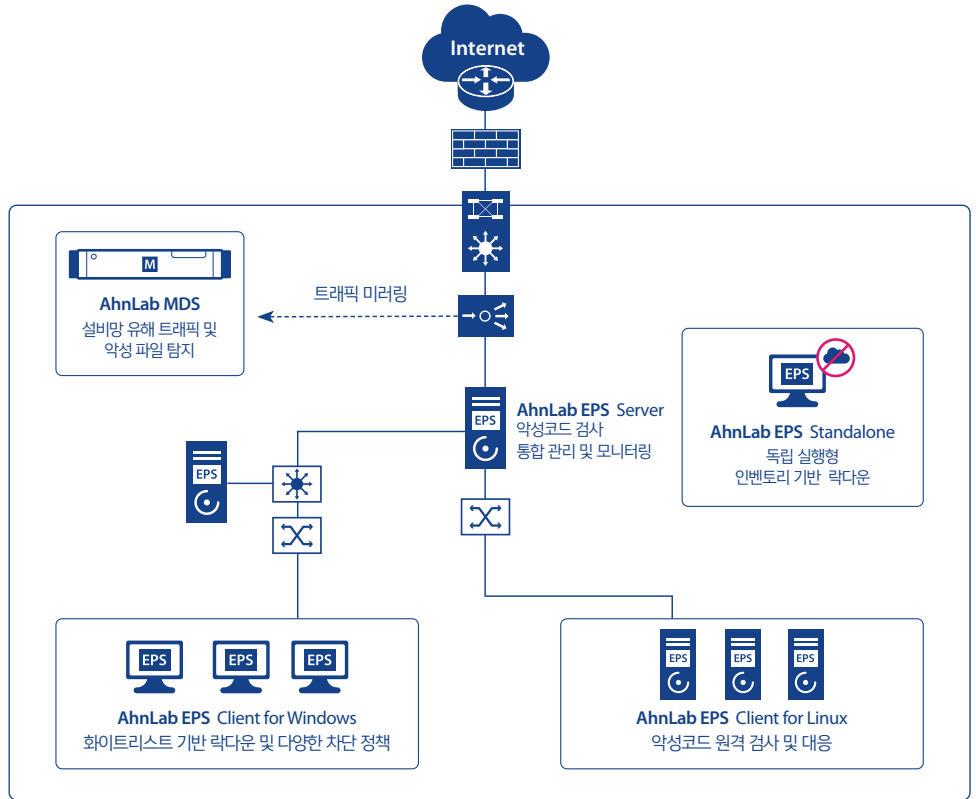 Internet
M
AhnLab MDS
설비망 유해 트래픽 및
악성 파일 탐지
트래픽 미러링
EPS
AhnLab EPS Server
악성코드 검사
통합 관리 및 모니터링
EPS
AhnLab EPS Standalone
독립 실행형
인벤토리 기반 락다운
EPS
EPS
EPS
EPS
AhnLab EPS Client for Windows
화이트리스트 기반 락다운 및 다양한 차단 정책
EPS
EPS
EPS
AhnLab EPS Client for Linux
악성코드 원격 검사 및 대응